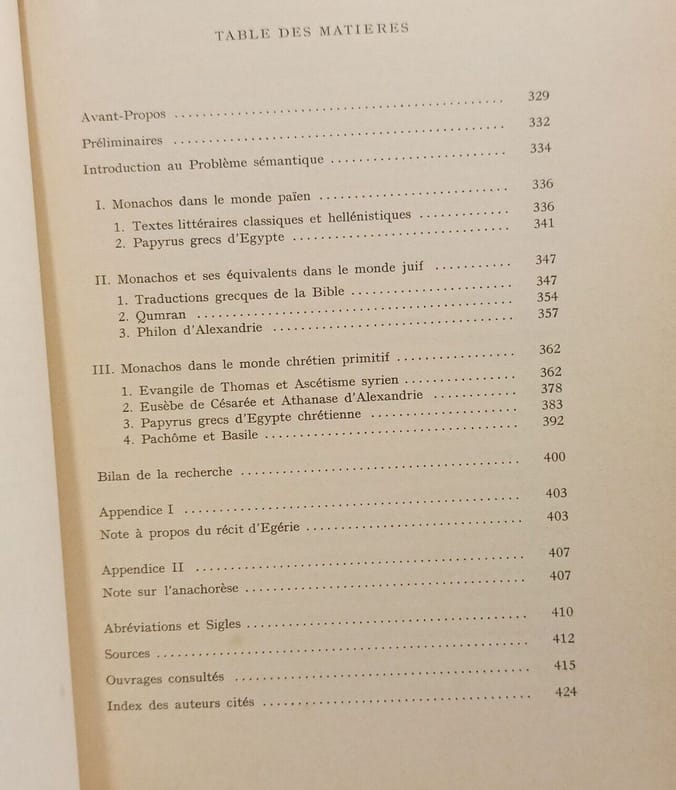 TABLE DES MATIERES
Avant-Propos .......... 329
Préliminaires .......... 332
Introduction au Problème sémantique .......... 334
I. Monachos dans le monde païen .......... 336
1. Textes littéraires classiques et hellénistiques .......... 336
2. Papyrus grecs d'Egypte .......... 341
II. Monachos et ses équivalents dans le monde juif .......... 347
1. Traductions grecques de la Bible .......... 347
2. Qumran .......... 354
3. Philon d'Alexandrie .......... 357
III. Monachos dans le monde chrétien primitif .......... 362
1. Evangile de Thomas et Ascétisme syrien .......... 362
2. Eusèbe de Césarée et Athanase d'Alexandrie .......... 378
3. Papyrus grecs d'Egypte chrétienne .......... 383
4. Pachôme et Basile .......... 392
Bilan de la recherche .......... 400
Appendice I .......... 403
Note à propos du récit d'Egérie .......... 403
Appendice II .......... 407
Note sur l'anachorèse .......... 407
Abréviations et Sigles .......... 410
Sources .......... 412
Ouvrages consultés .......... 415
Index des auteurs cités .......... 424